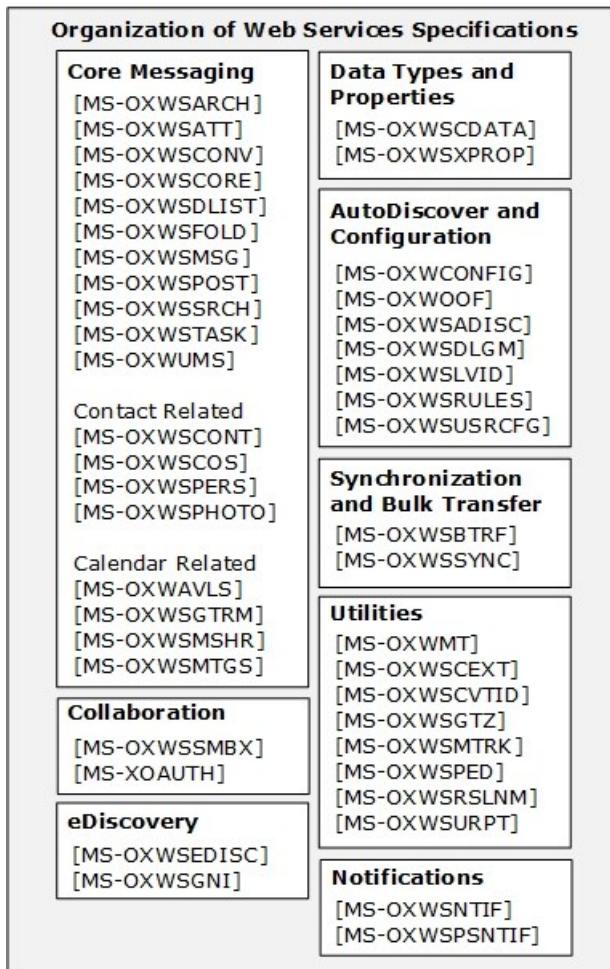 Organization of Web Services Specifications
Core Messaging
[MS-OXWSARCH]
[MS-OXWSATT]
[MS-OXWSCONV]
[MS-OXWSCORE]
[MS-OXWSDLIST]
[MS-OXWSFOLD]
[MS-OXWSMSG]
[MS-OXWSPOST]
[MS-OXWSSRCH]
[MS-OXWSTASK]
[MS-OXWUMS]
Contact Related
[MS-OXWSCONT]
[MS-OXWSCOS]
[MS-OXWSPERS]
[MS-OXWSPHOTO]
Calendar Related
[MS-OXWAVLS]
[MS-OXWSGTRM]
[MS-OXWSMSHR]
[MS-OXWSMTGS]
Collaboration
[MS-OXWSSMBX]
[MS-XOAUTH]
eDiscovery
[MS-OXWSEDISC]
[MS-OXWSGNI]
Data Types and
Properties
[MS-OXWSCDATA]
[MS-OXWSXPROP]
AutoDiscover and
Configuration
[MS-OXWCONFIG]
[MS-OXWOOF]
[MS-OXWSADISC]
[MS-OXWSDLGM]
[MS-OXWSLVID]
[MS-OXWSRULES]
[MS-OXWSUSRCFG]
Synchronization
and Bulk Transfer
[MS-OXWSBTRF]
[MS-OXWSSYNC]
Utilities
[MS-OXWMT]
[MS-OXWSCEXT]
[MS-OXWSCVTID]
[MS-OXWSGTZ]
[MS-OXWSMTRK]
[MS-OXWSPED]
[MS-OXWSRSLNM]
[MS-OXWSURPT]
Notifications
[MS-OXWSNTIF]
[MS-OXWSPSNTIF]